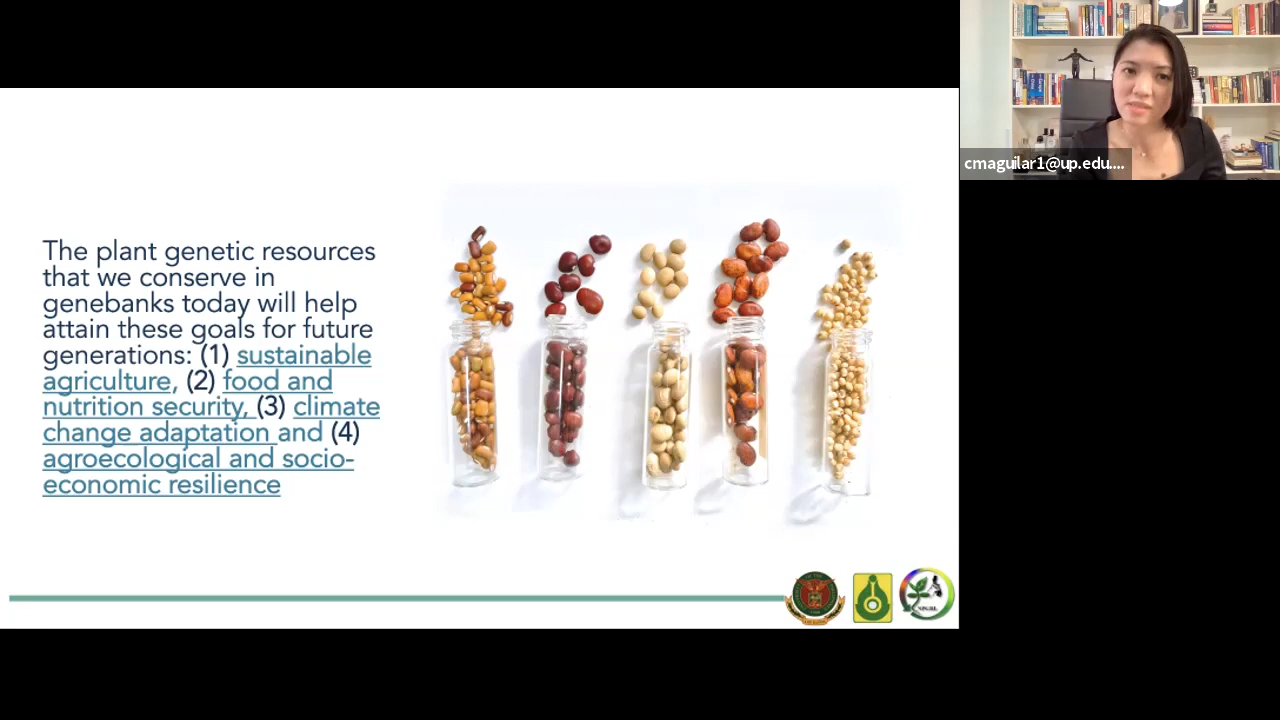 The plant genetic resources
that we conserve in
genebanks today will help
attain these goals for future
generations: (1) sustainable
agriculture, (2) food and
nutrition security, (3) climate
change adaptation and (4)
agroecological and socio-
economic resilience
cmaguilar1@up.edu....